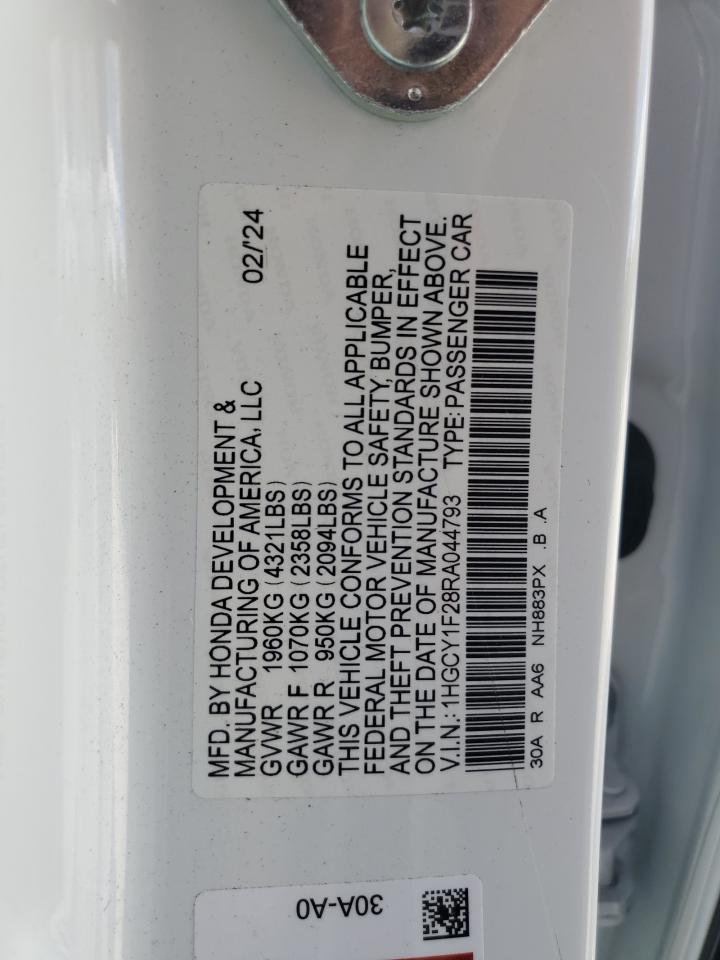 MFD. BY HONDA DEVELOPMENT &
MANUFACTURING OF AMERICA, LLC 02/'24
GVWR 1960KG (4321LBS)
GAWR F 1070KG (2358LBS)
GAWR R 950KG (2094LBS)
THIS VEHICLE CONFORMS TO ALL APPLICABLE
FEDERAL MOTOR VEHICLE SAFETY, BUMPER,
AND THEFT PREVENTION STANDARDS IN EFFECT
ON THE DATE OF MANUFACTURE SHOWN ABOVE.
V.I.N.: 1HGCY1F28RA044793 TYPE: PASSENGER CAR
30A R AA6 NH883PX .B .A
30A-A0